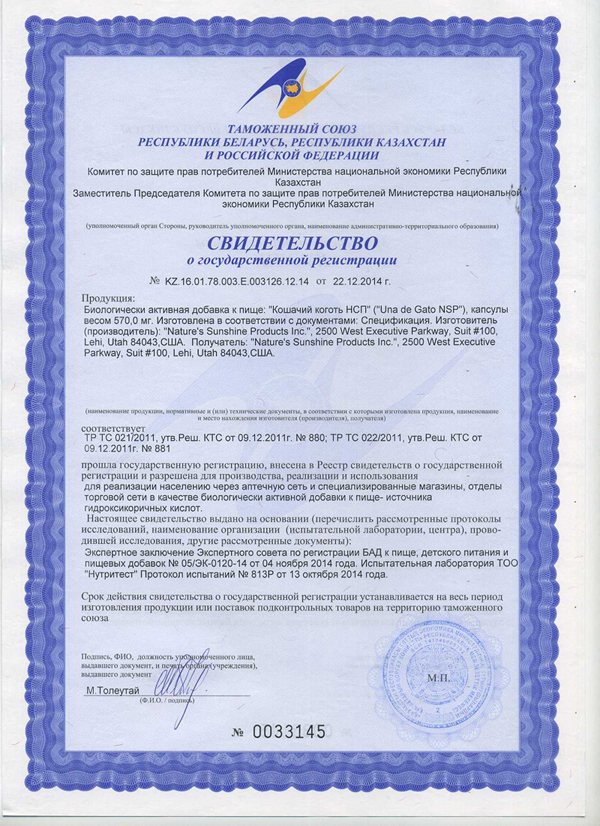 ТАМОЖЕННЫЙ СОЮЗ
РЕСПУБЛИКИ БЕЛАРУСЬ, РЕСПУБЛИКИ КАЗАХСТАН
И РОССИЙСКОЙ ФЕДЕРАЦИИ
Комитет по защите прав потребителей Министерства национальной экономики Республики
Казахстан
Заместитель Председателя Комитета по защите прав потребителей Министерства национальной
экономики Республики Казахстан
(уполномоченный орган Стороны, руководитель уполномоченного органа, наименование административно-территориального образования)
СВИДЕТЕЛЬСТВО
о государственной регистрации
№ KZ.16.01.78.003.E.003126.12.14 от 22.12.2014 г.
Продукция:
Биологически активная добавка к пище: "Кошачий коготь НСП" ("Una de Gato NSP"), капсулы
весом 570,0 мг. Изготовлена в соответствии с документами: Спецификация. Изготовитель
(производитель): "Nature's Sunshine Products Inc.", 2500 West Executive Parkway, Suit #100,
Lehi, Utah 84043,США. Получатель: "Nature's Sunshine Products Inc.", 2500 West Executive
Parkway, Suit #100, Lehi, Utah 84043,США.
(наименование продукции, нормативные и (или) технические документы, в соответствии с которыми изготовлена продукция, наименование
и место нахождения изготовителя (производителя), получателя)
соответствует
ТР ТС 021/2011, утв.Реш. КТС от 09.12.2011г. № 880; ТР ТС 022/2011, утв.Реш. КТС от
09.12.2011г. № 881
прошла государственную регистрацию, внесена в Реестр свидетельств о государственной
регистрации и разрешена для производства, реализации и использования
для реализации населению через аптечную сеть и специализированные магазины, отделы
торговой сети в качестве биологически активной добавки к пище- источника
гидроксикоричных кислот.
Настоящее свидетельство выдано на основании (перечислить рассмотренные протоколы
исследований, наименование организации (испытательной лаборатории, центра), прово-
дившей исследования, другие рассмотренные документы):
Экспертное заключение Экспертного совета по регистрации БАД к пище, детского питания и
пищевых добавок № 05/ЭК-0120-14 от 04 ноября 2014 года. Испытательная лаборатория ТОО
"Нутритест" Протокол испытаний № 813Р от 13 октября 2014 года.
Срок действия свидетельства о государственной регистрации устанавливается на весь период
изготовления продукции или поставок подконтрольных товаров на территорию таможенного
союза
Подпись, ФИО, должность уполномоченного лица,
выдавшего документ, и печать органа (учреждения),
выдавшего документ
М.Толеутай
(Ф.И.О. / подпись)
М.П.
№ 0033145